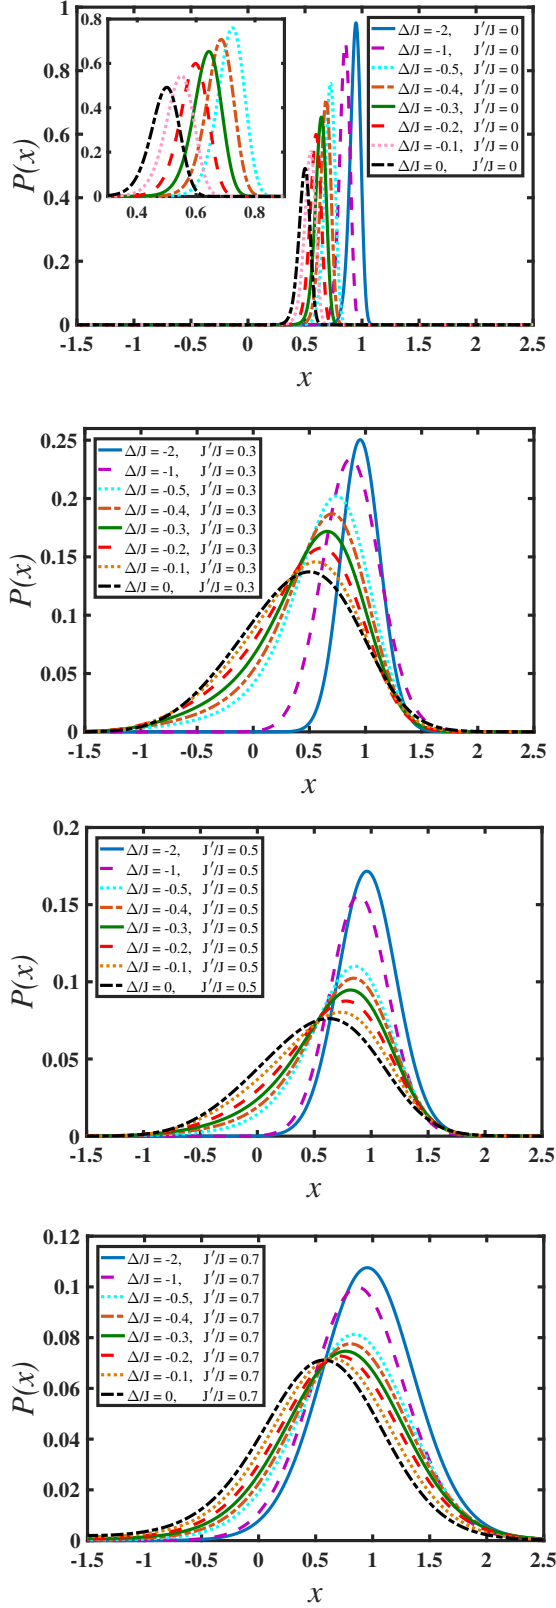 1
0.8
0.6
0.4
0.2
0
P(x)
0.8
0.6
0.4
0.2
0
0.4 0.6 0.8
Δ/J = -2, J′/J = 0
Δ/J = -1, J′/J = 0
Δ/J = -0.5, J′/J = 0
Δ/J = -0.4, J′/J = 0
Δ/J = -0.3, J′/J = 0
Δ/J = -0.2, J′/J = 0
Δ/J = -0.1, J′/J = 0
Δ/J = 0, J′/J = 0
-1.5 -1 -0.5 0 0.5 1 1.5 2 2.5
x
0.25
0.2
0.15
0.1
0.05
0
P(x)
Δ/J = -2, J′/J = 0.3
Δ/J = -1, J′/J = 0.3
Δ/J = -0.5, J′/J = 0.3
Δ/J = -0.4, J′/J = 0.3
Δ/J = -0.3, J′/J = 0.3
Δ/J = -0.2, J′/J = 0.3
Δ/J = -0.1, J′/J = 0.3
Δ/J = 0, J′/J = 0.3
-1.5 -1 -0.5 0 0.5 1 1.5 2 2.5
x
0.2
0.15
0.1
0.05
0
P(x)
Δ/J = -2, J′/J = 0.5
Δ/J = -1, J′/J = 0.5
Δ/J = -0.5, J′/J = 0.5
Δ/J = -0.4, J′/J = 0.5
Δ/J = -0.3, J′/J = 0.5
Δ/J = -0.2, J′/J = 0.5
Δ/J = -0.1, J′/J = 0.5
Δ/J = 0, J′/J = 0.5
-1.5 -1 -0.5 0 0.5 1 1.5 2 2.5
x
0.12
0.1
0.08
0.06
0.04
0.02
0
P(x)
Δ/J = -2, J′/J = 0.7
Δ/J = -1, J′/J = 0.7
Δ/J = -0.5, J′/J = 0.7
Δ/J = -0.4, J′/J = 0.7
Δ/J = -0.3, J′/J = 0.7
Δ/J = -0.2, J′/J = 0.7
Δ/J = -0.1, J′/J = 0.7
Δ/J = 0, J′/J = 0.7
-1.5 -1 -0.5 0 0.5 1 1.5 2 2.5
x